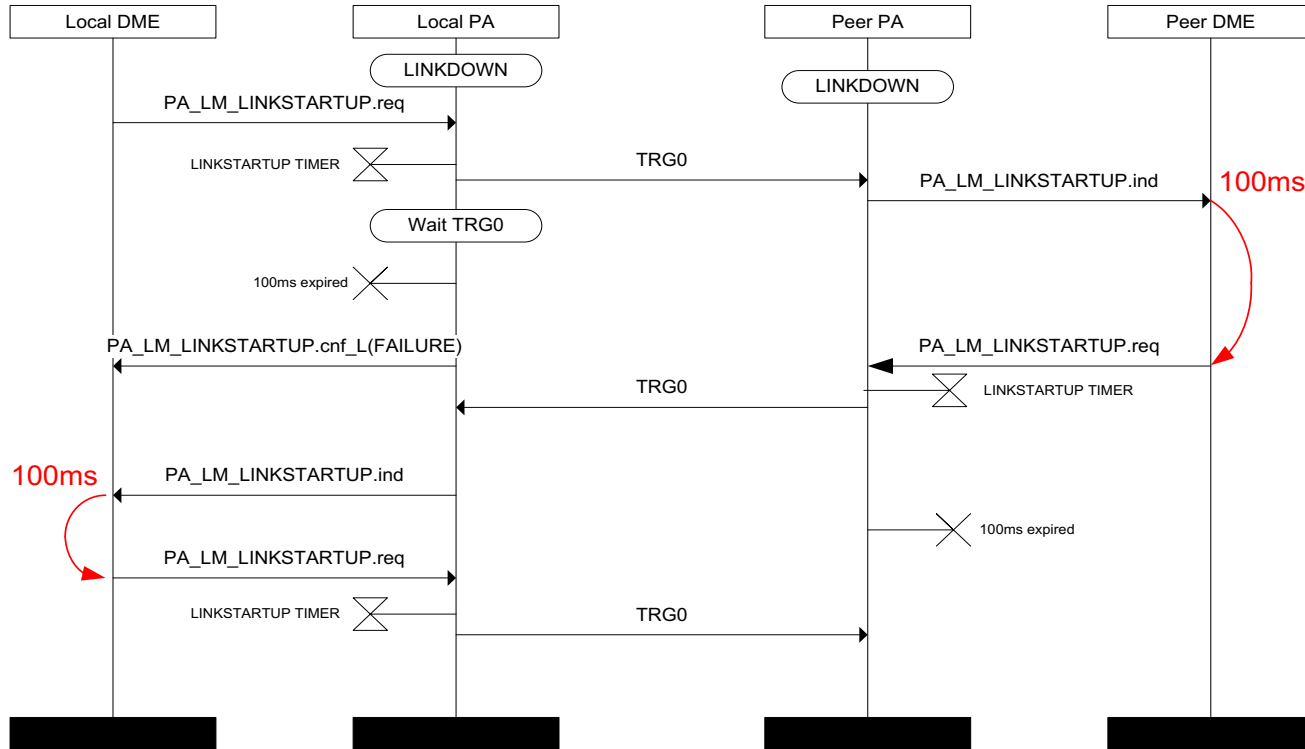 Local DME
Local PA
Peer PA
Peer DME
LINKDOWN
LINKDOWN
PA_LM_LINKSTARTUP.req
LINKSTARTUP TIMER
TRG0
PA_LM_LINKSTARTUP.ind
100ms
Wait TRG0
100ms expired
PA_LM_LINKSTARTUP.cnf_L(FAILURE)
PA_LM_LINKSTARTUP.req
TRG0
LINKSTARTUP TIMER
100ms
PA_LM_LINKSTARTUP.ind
100ms expired
PA_LM_LINKSTARTUP.req
LINKSTARTUP TIMER
TRG0